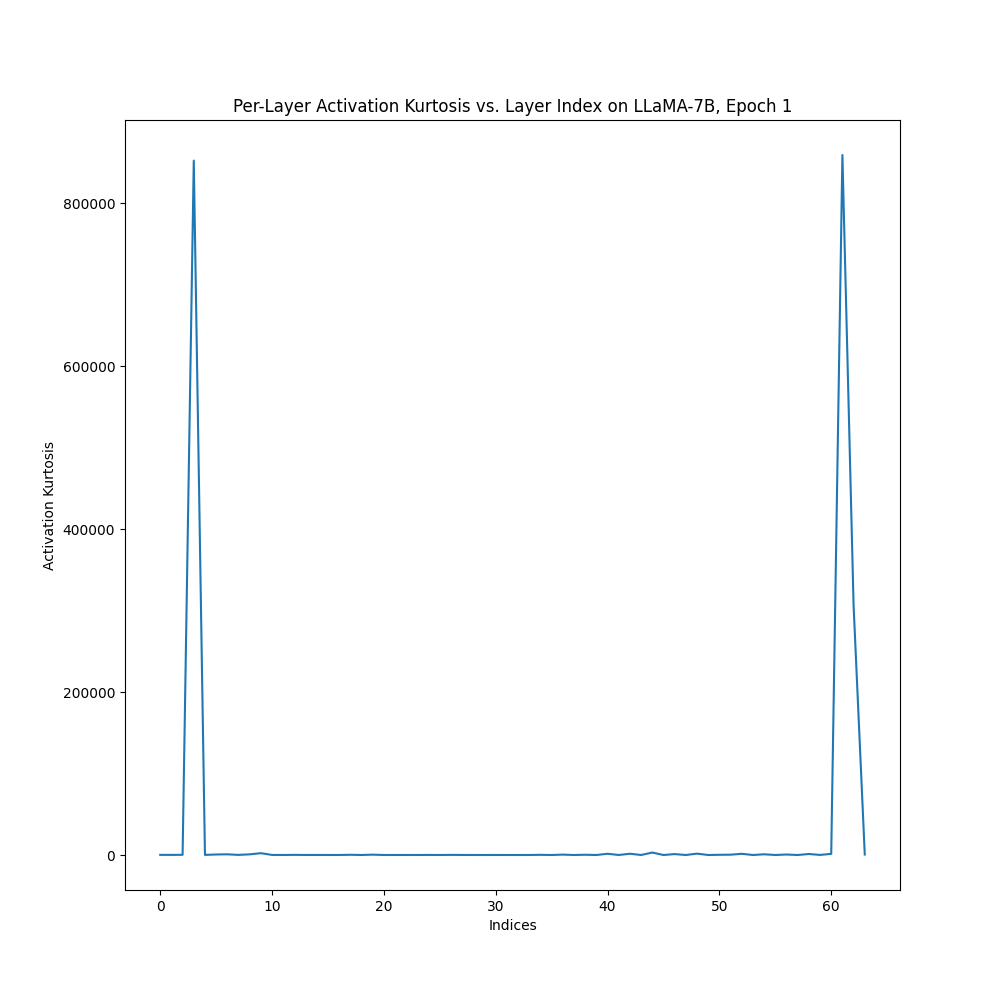 Per-Layer Activation Kurtosis vs. Layer Index on LLaMA-7B, Epoch 1
Activation Kurtosis
800000
600000
400000
200000
0
0 10 20 30 40 50 60
Indices